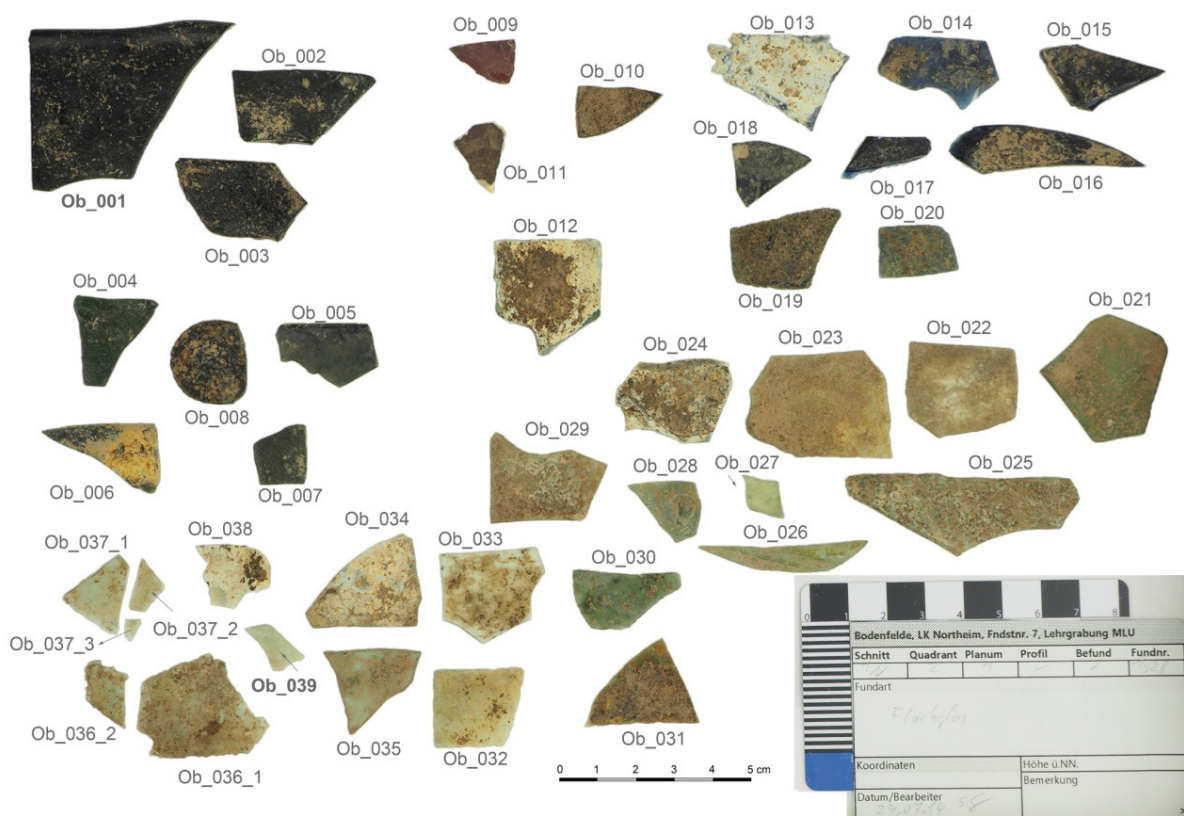 Ob_001
Ob_002
Ob_003
Ob_004
Ob_005
Ob_006
Ob_007
Ob_008
Ob_009
Ob_010
Ob_011
Ob_012
Ob_013
Ob_014
Ob_015
Ob_016
Ob_017
Ob_018
Ob_019
Ob_020
Ob_021
Ob_022
Ob_023
Ob_024
Ob_025
Ob_026
Ob_027
Ob_028
Ob_029
Ob_030
Ob_031
Ob_032
Ob_033
Ob_034
Ob_035
Ob_036_1
Ob_036_2
Ob_037_1
Ob_037_2
Ob_037_3
Ob_038
Ob_039
0 1 2 3 4 5 cm
0 1 2 3 4 5 6 7 8
Bodenfelde, LK Northeim, Fndstnr. 7, Lehrgrabung MLU
Schnitt Quadrant Planum Profil Befund Fundnr.
Fundart
Flachglas
Koordinaten Höhe ü.NN.
Bemerkung
Datum/Bearbeiter
29.07.14